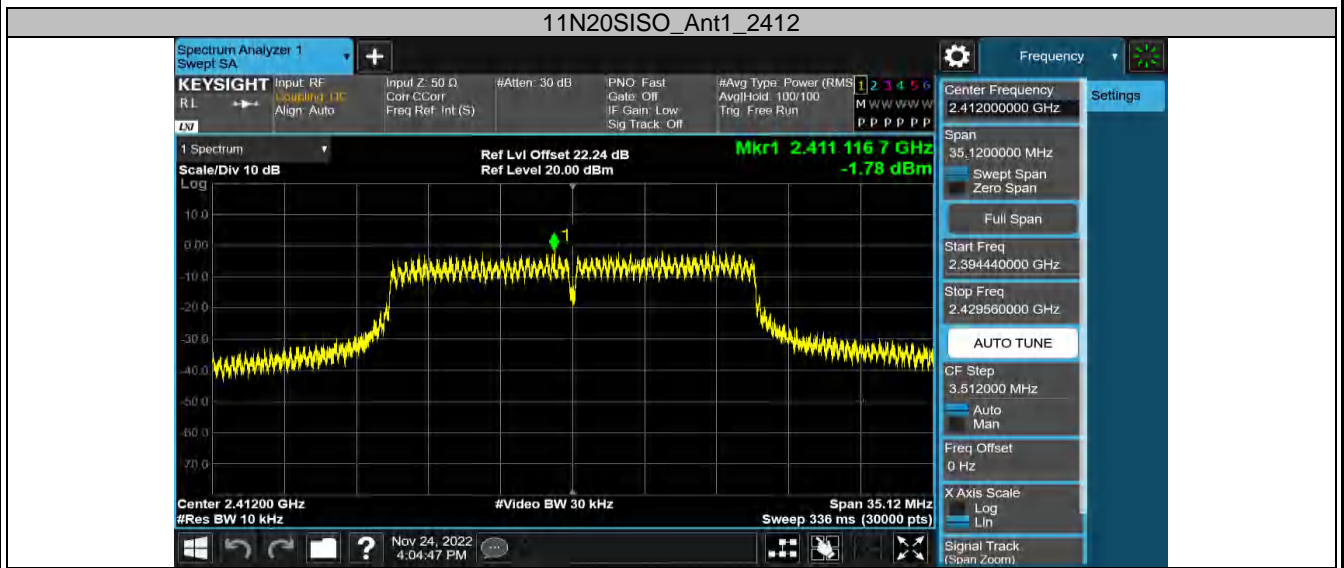 11N20SISO_Ant1_2412
Spectrum Analyzer 1
Swept SA
+
Frequency
KEYSIGHT
RL
LXI
Input: RF
Coupling: DC
Align: Auto
Input Z: 50 Ω
Corr CCorr
Freq Ref: Int (S)
#Atten: 30 dB
PNO: Fast
Gate: Off
IF Gain: Low
Sig Track: Off
#Avg Type: Power (RMS
Avg|Hold: 100/100
Trig: Free Run
1 2 3 4 5 6
M W W W W W
P P P P P P
Center Frequency
2.412000000 GHz
Settings
1 Spectrum
Scale/Div 10 dB
Ref Lvl Offset 22.24 dB
Ref Level 20.00 dBm
Mkr1 2.411 116 7 GHz
-1.78 dBm
Span
35.1200000 MHz
Swept Span
Zero Span
Full Span
Start Freq
2.394440000 GHz
Stop Freq
2.429560000 GHz
AUTO TUNE
CF Step
3.512000 MHz
Auto
Man
Freq Offset
0 Hz
X Axis Scale
Log
Lin
Signal Track
(Span Zoom)
Log
10.0
0.00
1
-10.0
-20.0
-30.0
-40.0
-50.0
-60.0
-70.0
Center 2.41200 GHz
#Video BW 30 kHz
Span 35.12 MHz
#Res BW 10 kHz
Sweep 336 ms (30000 pts)
?
Nov 24, 2022
4:04:47 PM